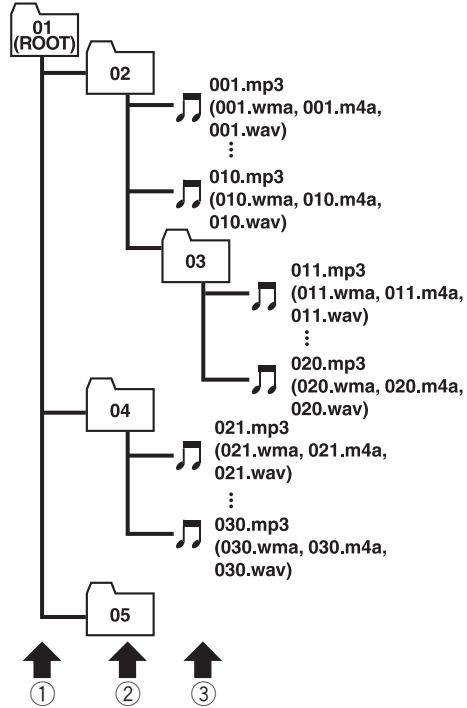 01
(ROOT)
02
001.mp3
(001.wma, 001.m4a,
001.wav)
010.mp3
(010.wma, 010.m4a,
010.wav)
03
011.mp3
(011.wma, 011.m4a,
011.wav)
020.mp3
(020.wma, 020.m4a,
020.wav)
04
021.mp3
(021.wma, 021.m4a,
021.wav)
030.mp3
(030.wma, 030.m4a,
030.wav)
05
① ② ③